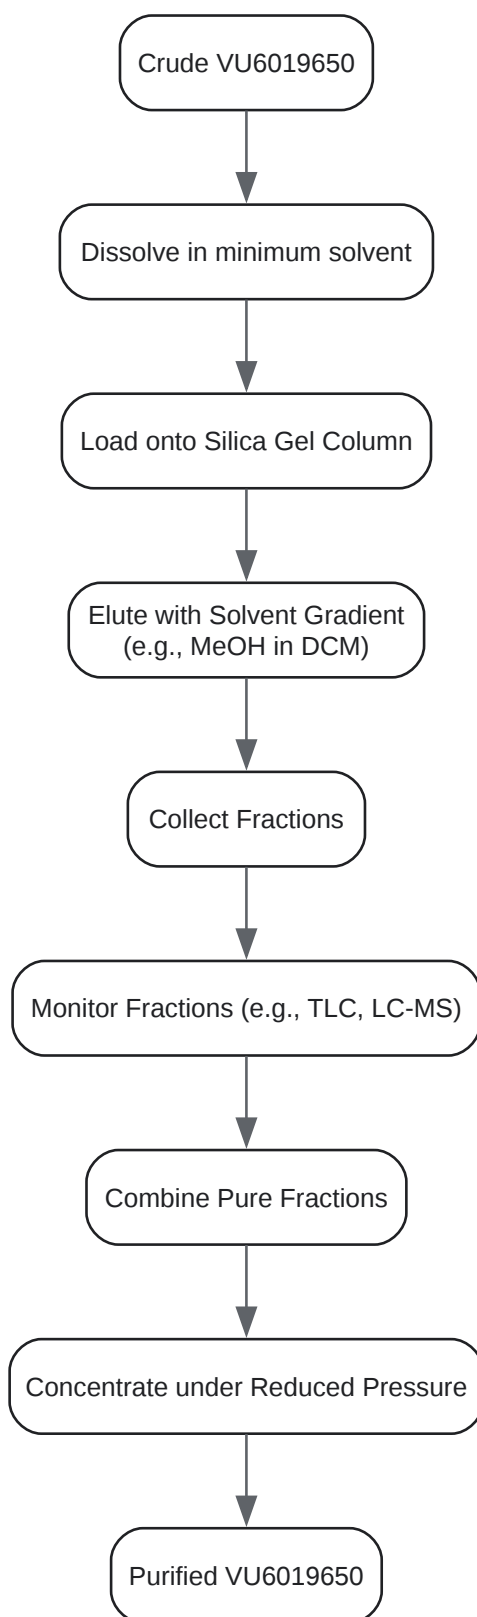 Crude VU6019650
Dissolve in minimum solvent
Load onto Silica Gel Column
Elute with Solvent Gradient
(e.g., MeOH in DCM)
Collect Fractions
Monitor Fractions (e.g., TLC, LC-MS)
Combine Pure Fractions
Concentrate under Reduced Pressure
Purified VU6019650